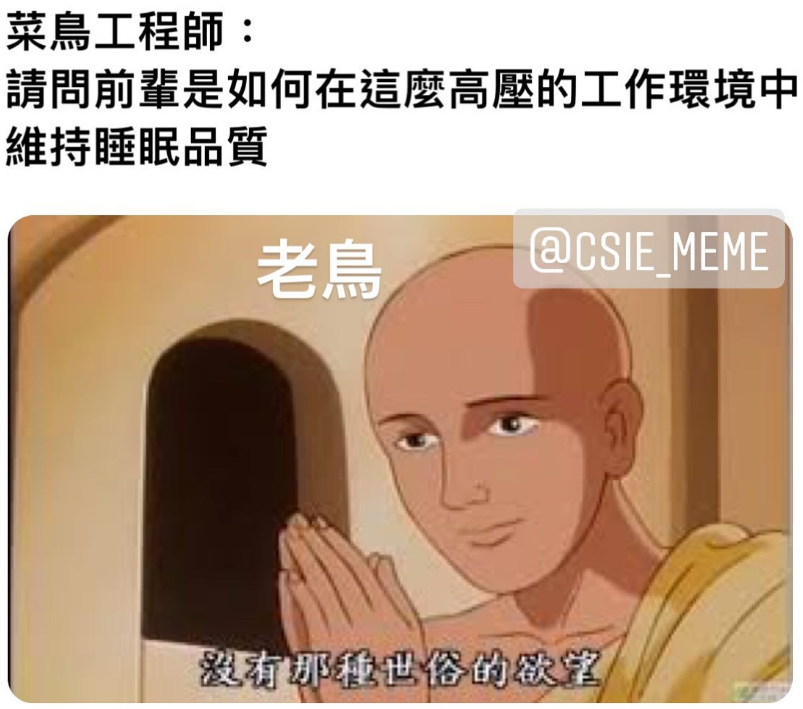 菜鳥工程師：
請問前輩是如何在這麼高壓的工作環境中
維持睡眠品質
@CSIE_MEME
老鳥
沒有那種世俗的欲望